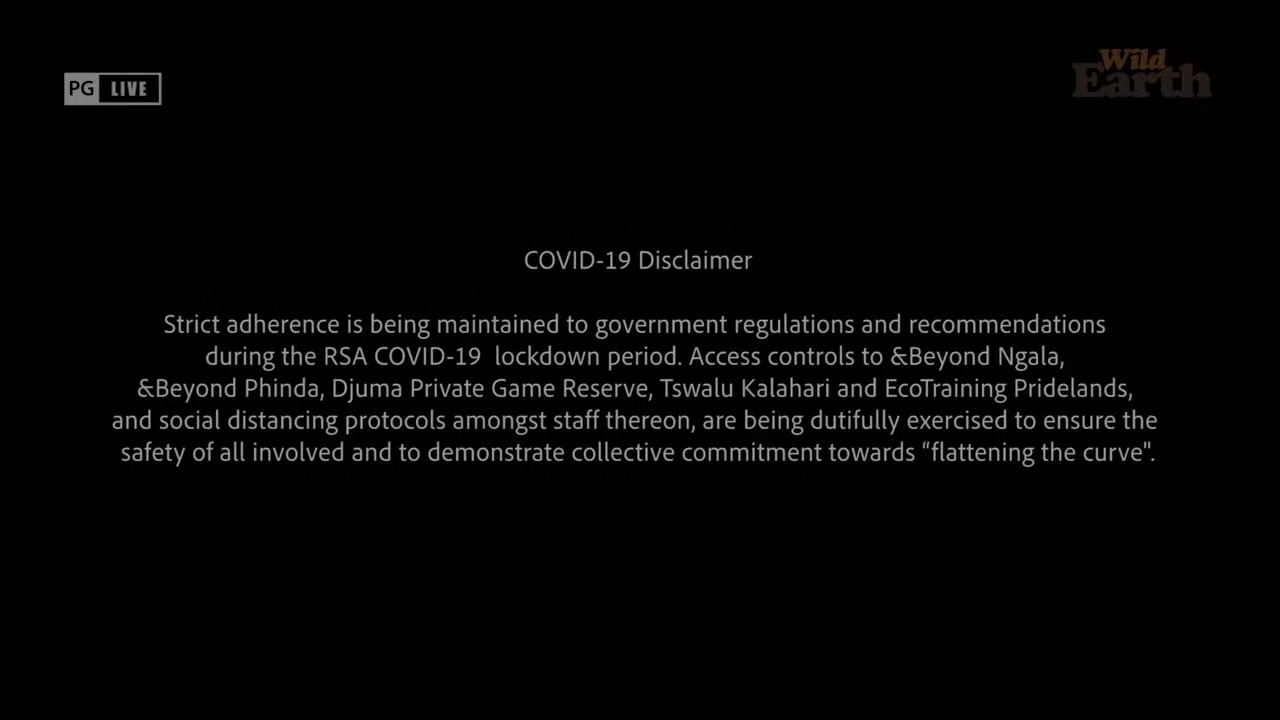 PG LIVE
Wild
Earth
COVID-19 Disclaimer
Strict adherence is being maintained to government regulations and recommendations
during the RSA COVID-19 lockdown period. Access controls to &Beyond Ngala,
&Beyond Phinda, Djuma Private Game Reserve, Tswalu Kalahari and EcoTraining Pridelands,
and social distancing protocols amongst staff thereon, are being dutifully exercised to ensure the
safety of all involved and to demonstrate collective commitment towards “flattening the curve".